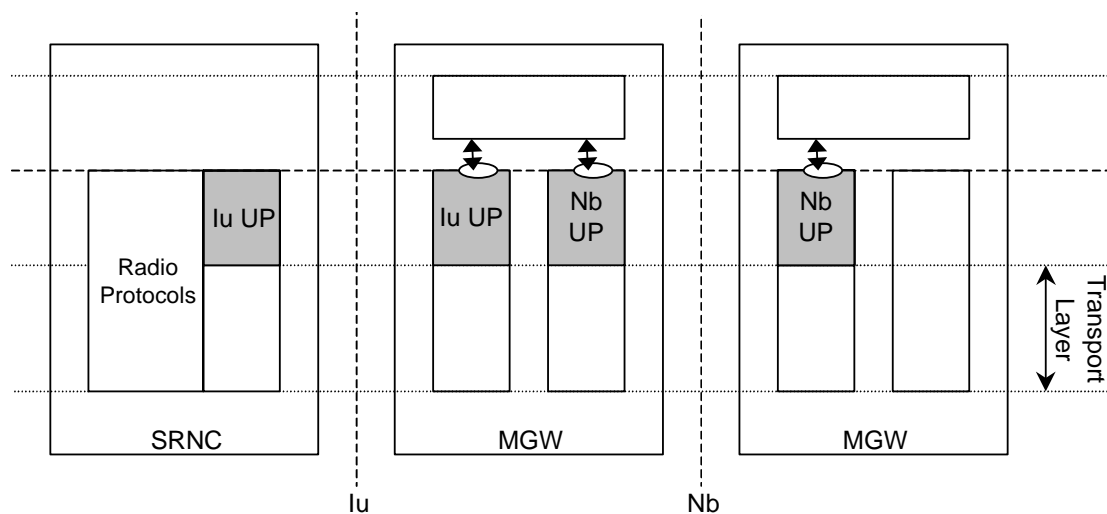 Iu UP
Radio
Protocols
SRNC
Iu UP
Nb
UP
MGW
Nb
UP
MGW
Transport
Layer
Iu
Nb